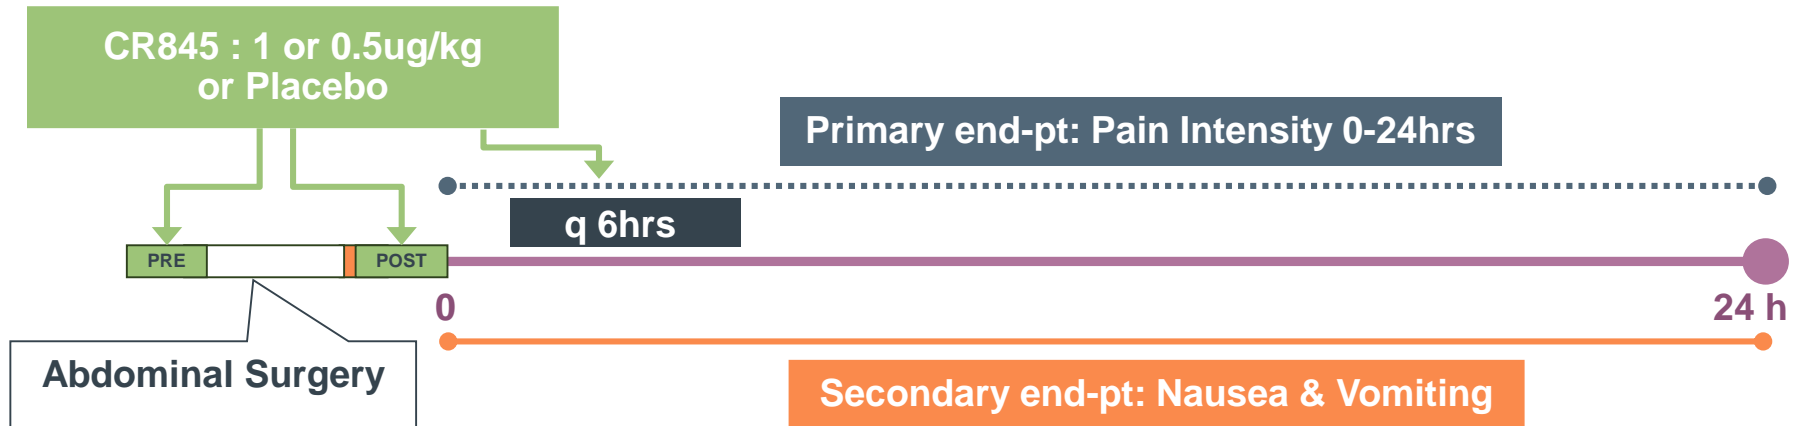 CR845 : 1 or 0.5ug/kg
or Placebo
Primary end-pt: Pain Intensity 0-24hrs
q 6hrs
PRE
POST
0
24 h
Abdominal Surgery
Secondary end-pt: Nausea & Vomiting